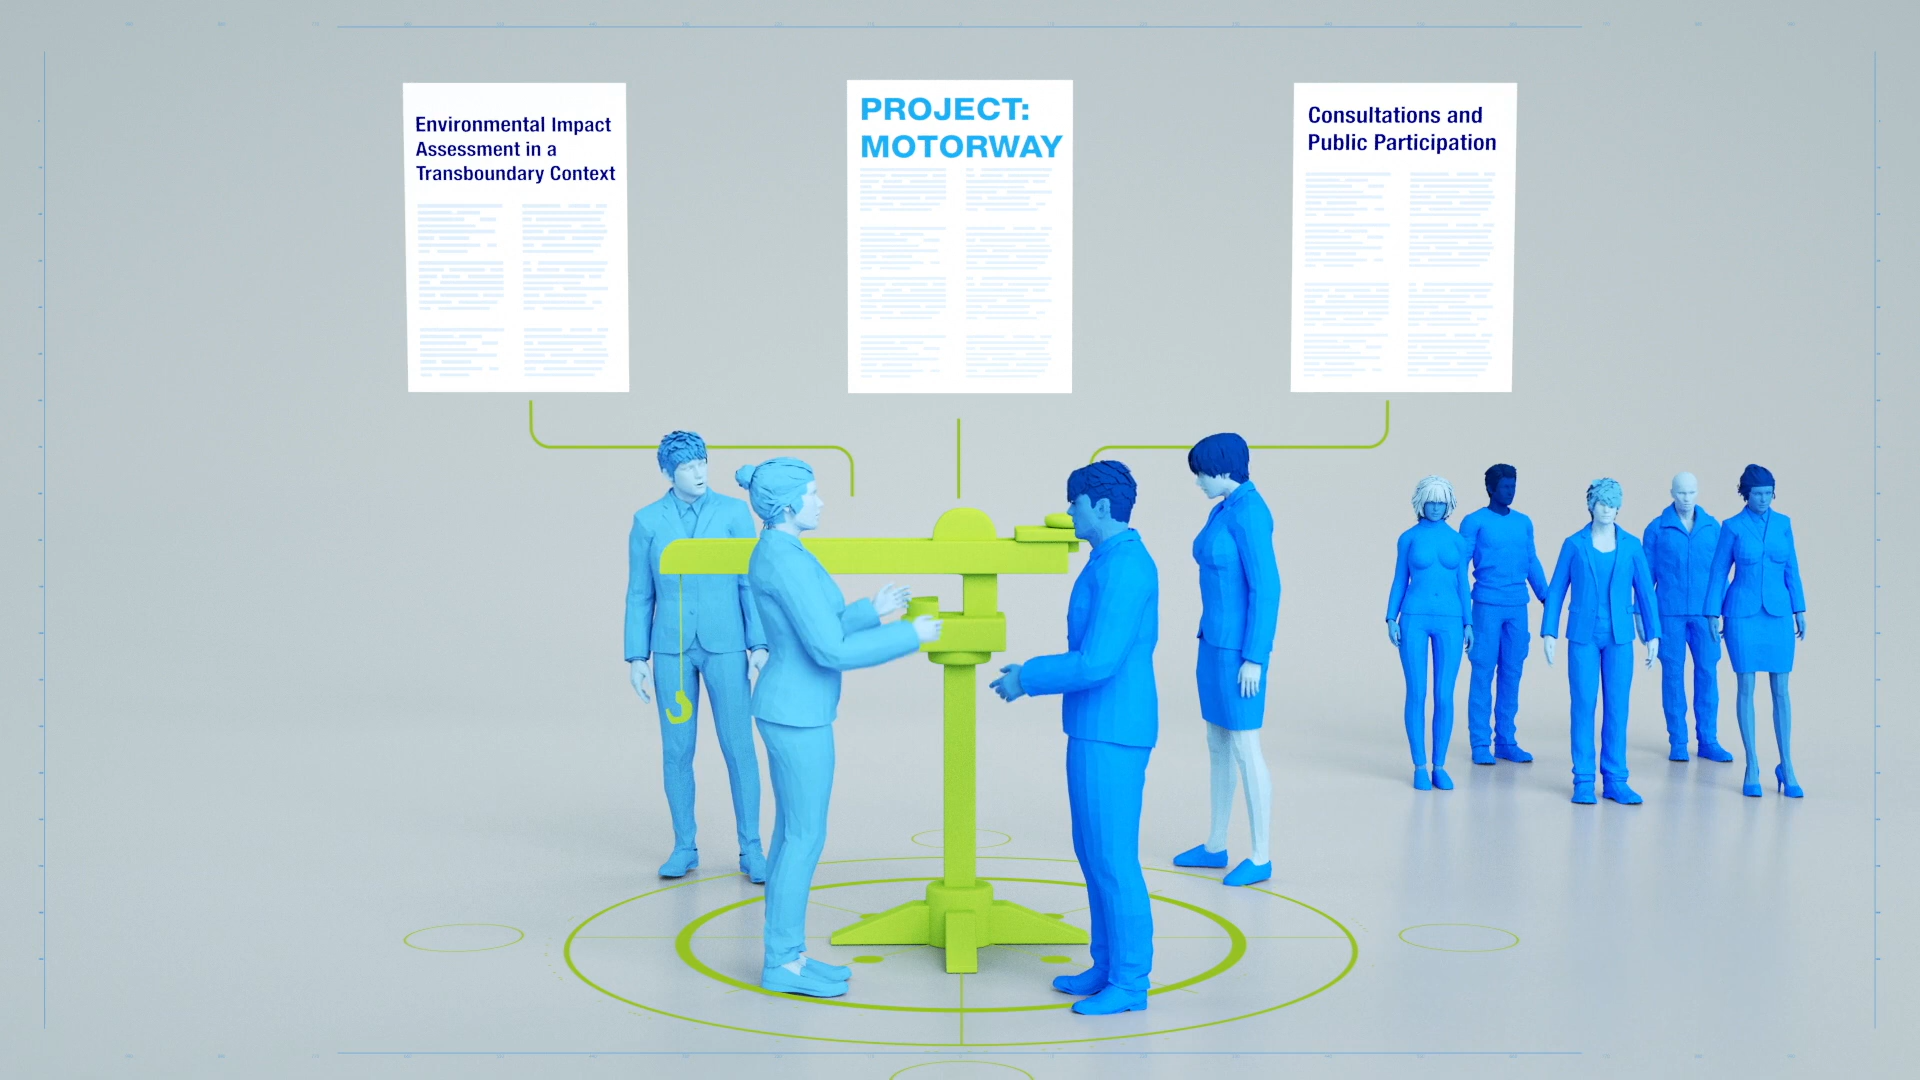 Environmental Impact
Assessment in a
Transboundary Context
PROJECT:
MOTORWAY
Consultations and
Public Participation